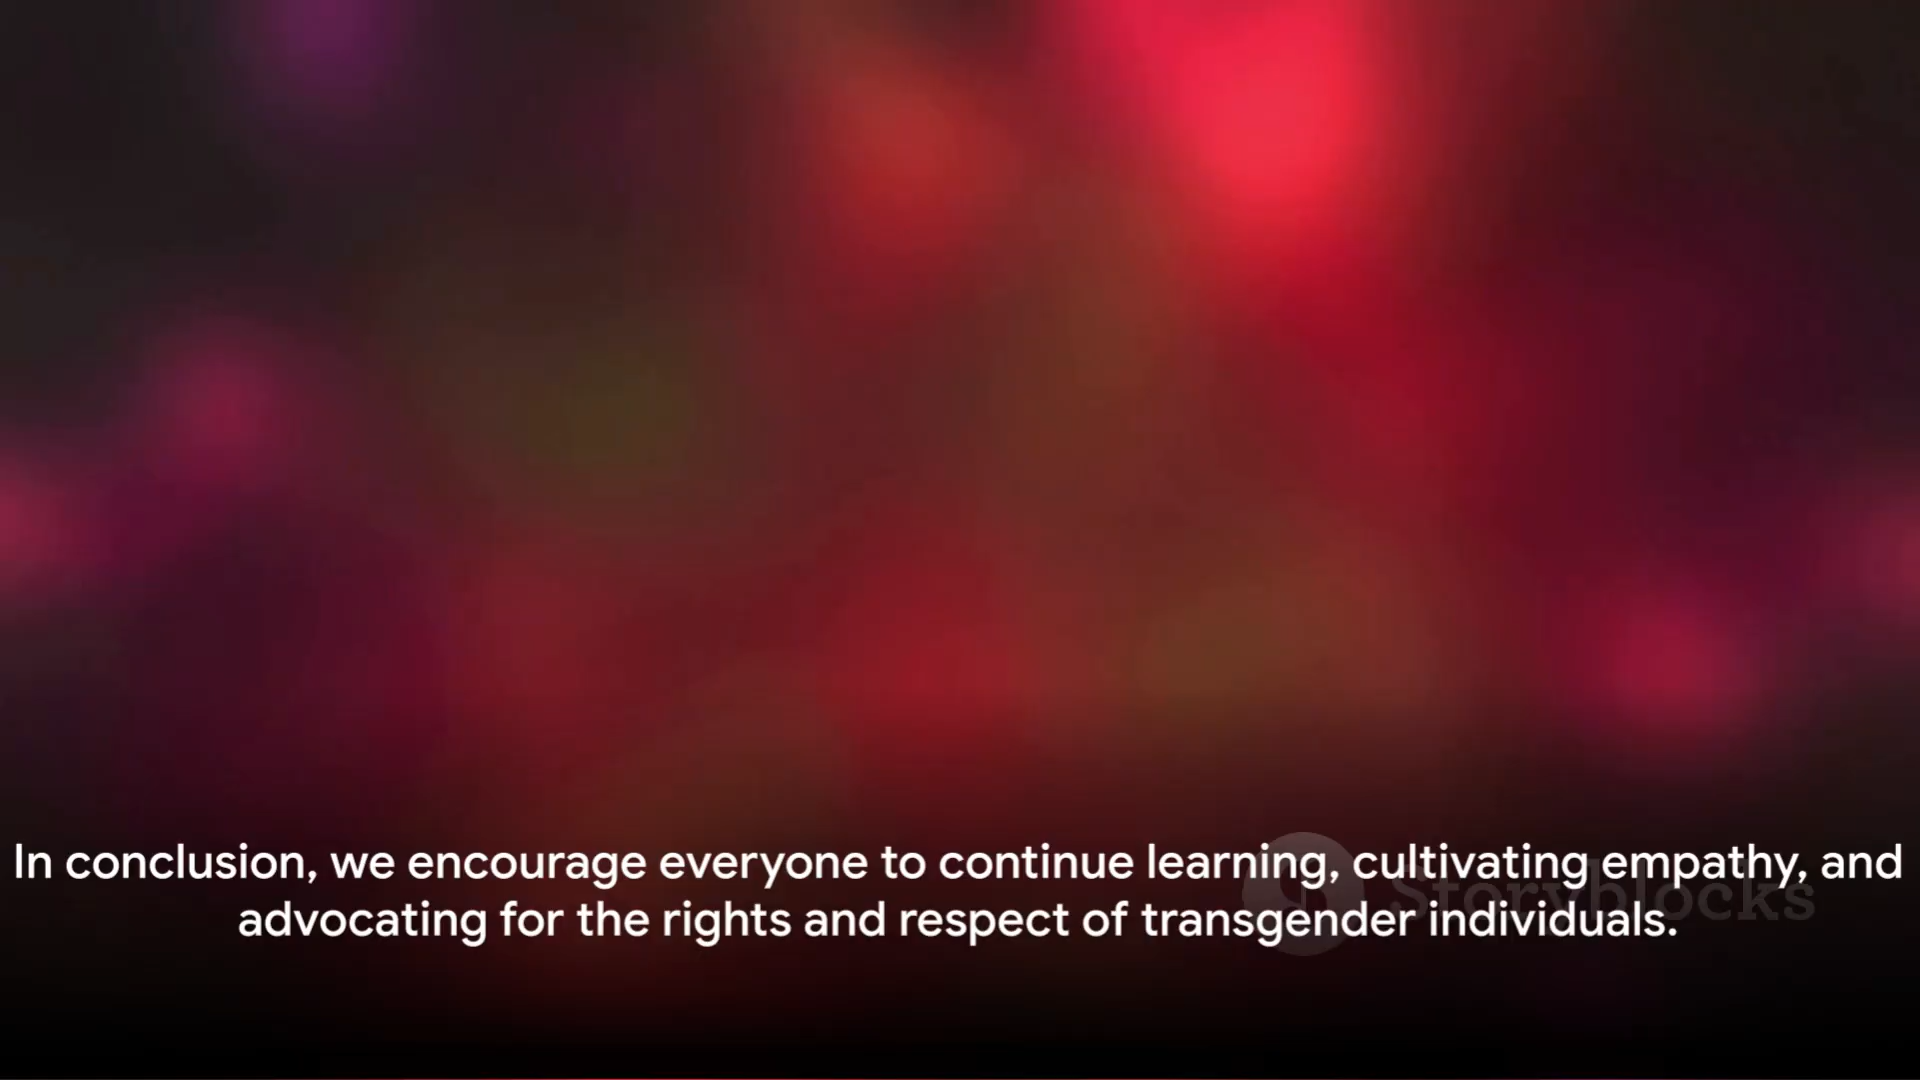 In conclusion, we encourage everyone to continue learning, cultivating empathy, and
advocating for the rights and respect of transgender individuals.
Storyblocks